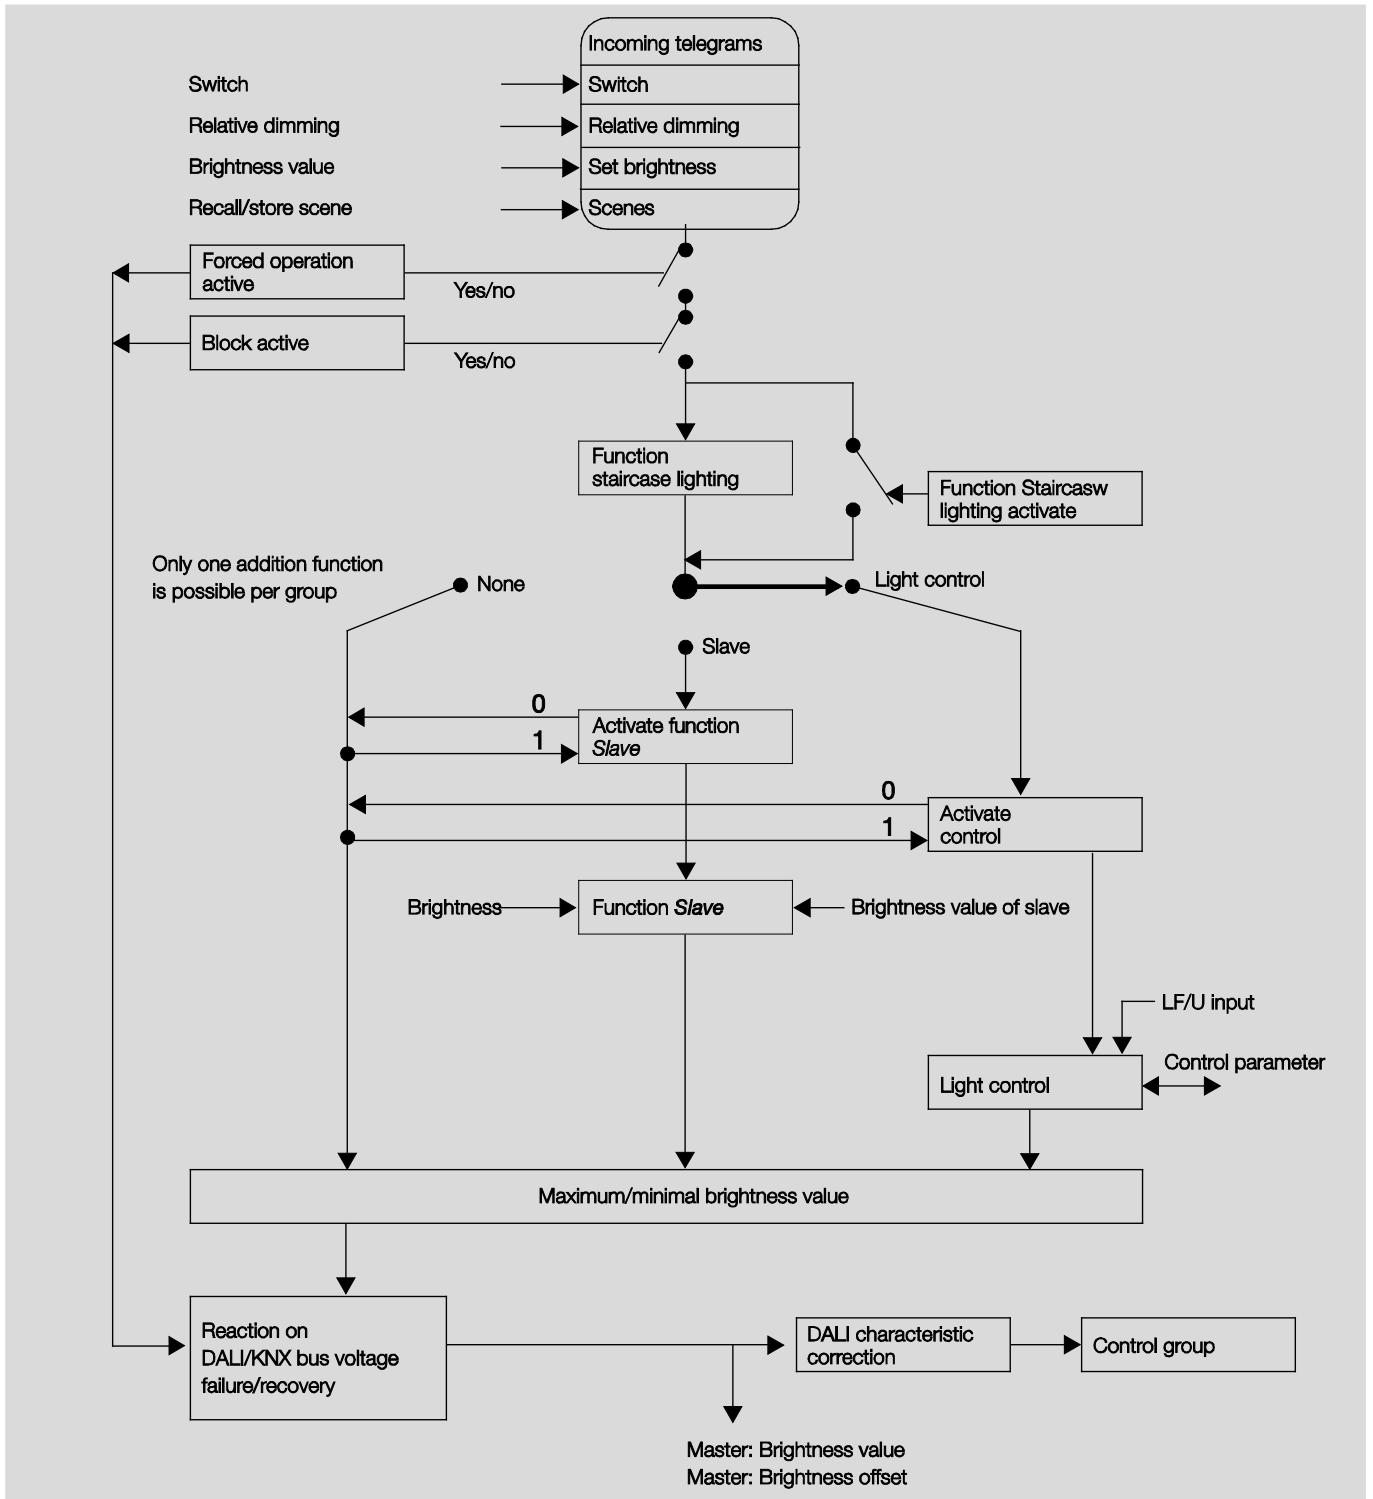 Incoming telegrams
Switch
Switch
Relative dimming
Relative dimming
Brightness value
Set brightness
Recall/store scene
Scenes
Forced operation
active
Yes/no
Block active
Yes/no
Function
staircase lighting
Function Staircasw
lighting activate
Only one addition function
is possible per group
None
Light control
Slave
0
1
Activate function
Slave
0
1
Activate
control
Brightness
Function Slave
Brightness value of slave
LF/U input
Control parameter
Light control
Maximum/minimal brightness value
Reaction on
DALI/KNX bus voltage
failure/recovery
DALI characteristic
correction
Control group
Master: Brightness value
Master: Brightness offset